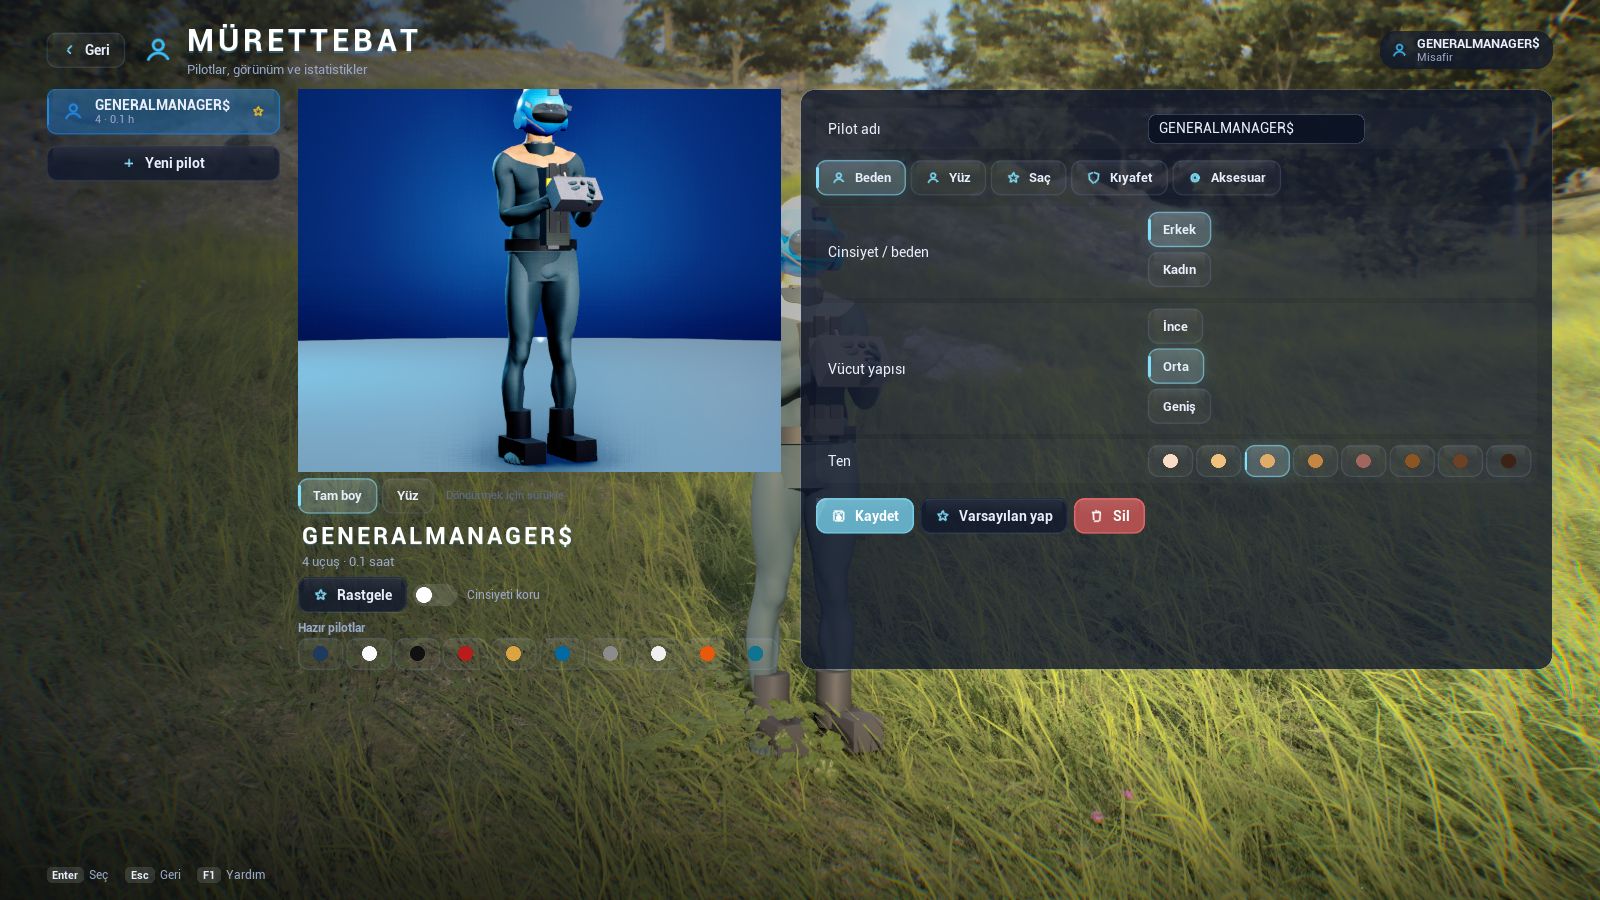 Geri
MÜRETTEBAT
Pilotlar, görünüm ve istatistikler
GENERALMANAGER$
Misafir
GENERALMANAGER$
4 · 0.1 h
Yeni pilot
Pilot adı
GENERALMANAGER$
Beden Yüz Saç Kıyafet Aksesuar
Cinsiyet / beden
Erkek
Kadın
Vücut yapısı
İnce
Orta
Geniş
Ten
Kaydet Varsayılan yap Sil
Tam boy Yüz Döndürmek için sürükle
GENERALMANAGER$
4 uçuş · 0.1 saat
Rastgele Cinsiyeti koru
Hazır pilotlar
Enter Seç Esc Geri F1 Yardım